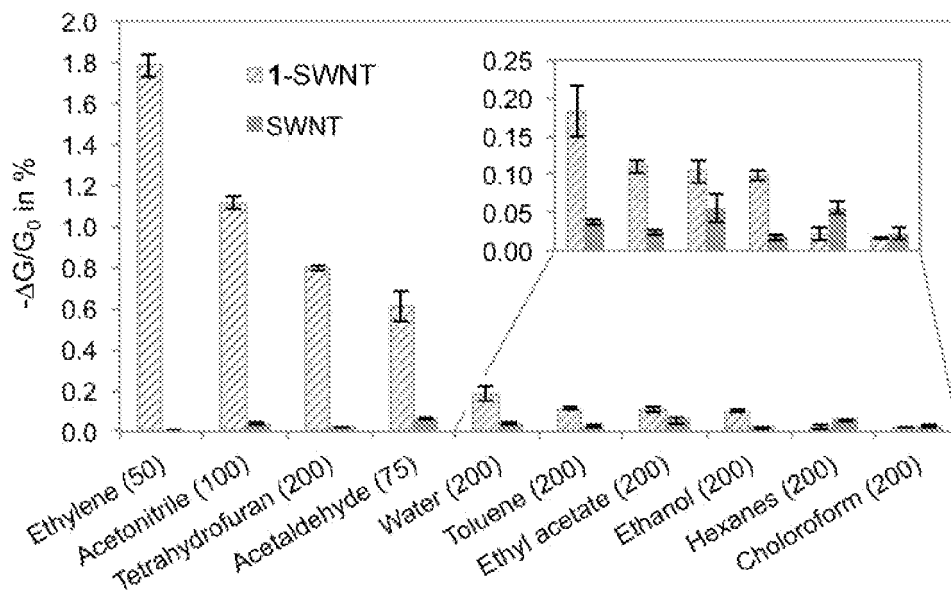 -ΔG/G0 in %
2.0
1.8
1.6
1.4
1.2
1.0
0.8
0.6
0.4
0.2
0.0
1-SWNT
SWNT
0.25
0.20
0.15
0.10
0.05
0.00
Ethylene (50)
Acetonitrile (100)
Tetrahydrofuran (200)
Acetaldehyde (75)
Water (200)
Toluene (200)
Ethyl acetate (200)
Ethanol (200)
Hexanes (200)
Choloroform (200)